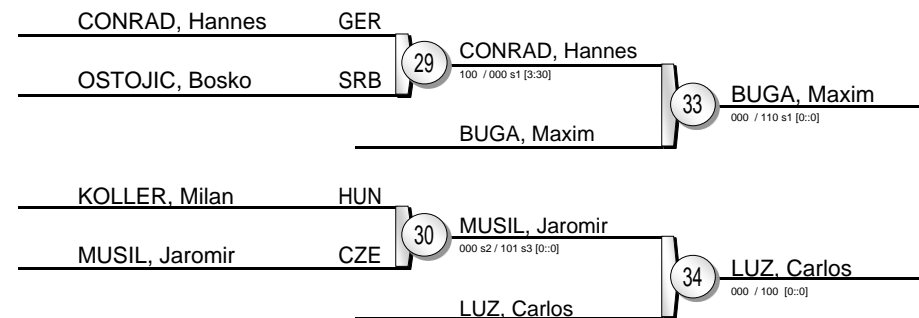 CONRAD, Hannes GER
OSTOJIC, Bosko SRB
29
CONRAD, Hannes
100 / 000 s1 [3:30]
BUGA, Maxim
33
BUGA, Maxim
000 / 110 s1 [0::0]
KOLLER, Milan HUN
MUSIL, Jaromir CZE
30
MUSIL, Jaromir
000 s2 / 101 s3 [0::0]
LUZ, Carlos
34
LUZ, Carlos
000 / 100 [0::0]